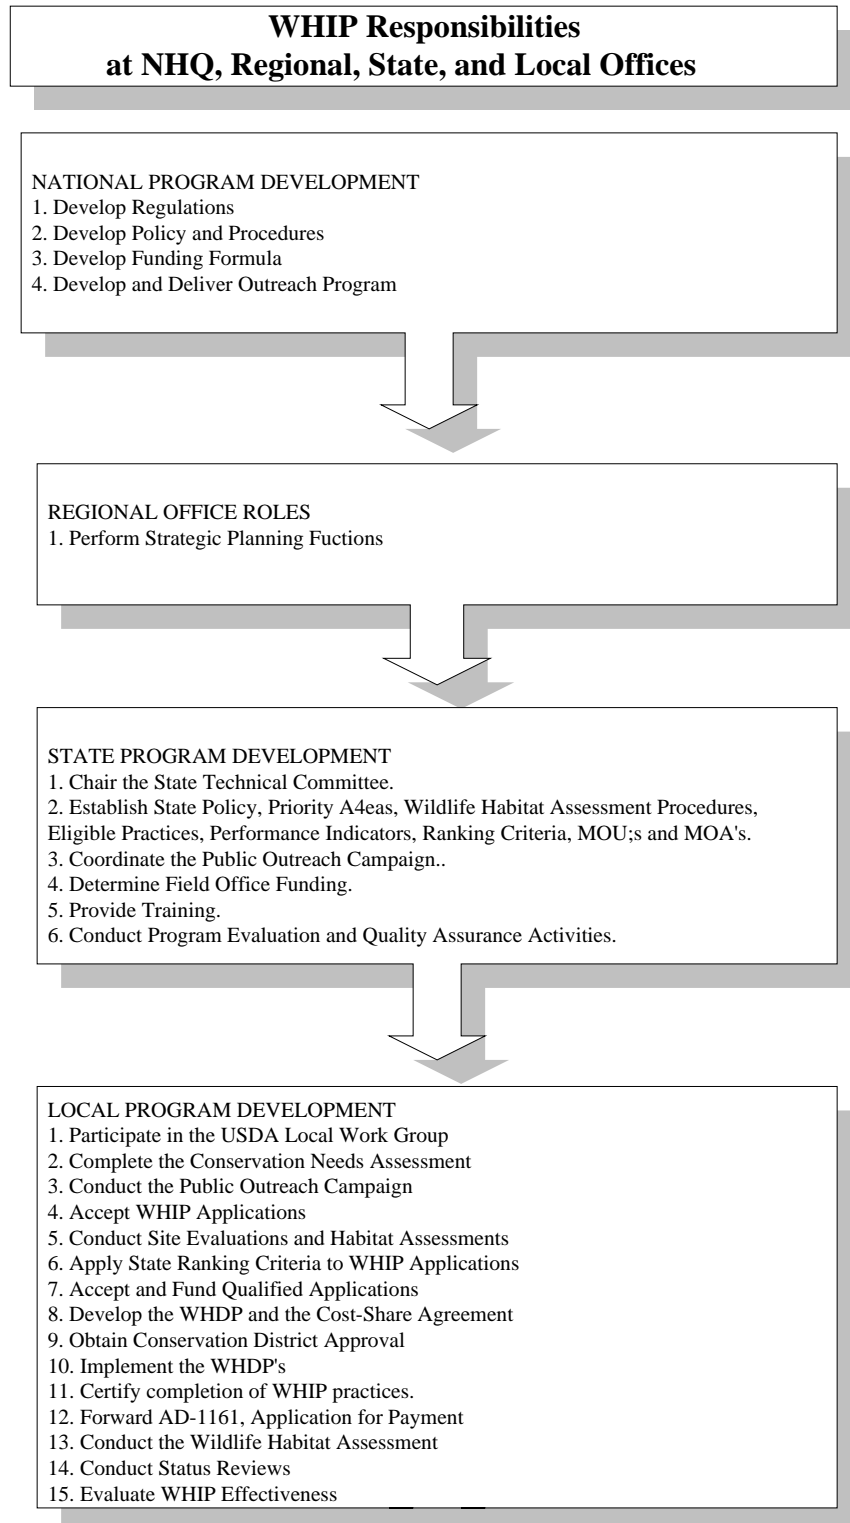 WHIP Responsibilities
at NHQ, Regional, State, and Local Offices
NATIONAL PROGRAM DEVELOPMENT
1. Develop Regulations
2. Develop Policy and Procedures
3. Develop Funding Formula
4. Develop and Deliver Outreach Program
REGIONAL OFFICE ROLES
1. Perform Strategic Planning Fuctions
STATE PROGRAM DEVELOPMENT
1. Chair the State Technical Committee.
2. Establish State Policy, Priority A4eas, Wildlife Habitat Assessment Procedures,
Eligible Practices, Performance Indicators, Ranking Criteria, MOU;s and MOA's.
3. Coordinate the Public Outreach Campaign..
4. Determine Field Office Funding.
5. Provide Training.
6. Conduct Program Evaluation and Quality Assurance Activities.
LOCAL PROGRAM DEVELOPMENT
1. Participate in the USDA Local Work Group
2. Complete the Conservation Needs Assessment
3. Conduct the Public Outreach Campaign
4. Accept WHIP Applications
5. Conduct Site Evaluations and Habitat Assessments
6. Apply State Ranking Criteria to WHIP Applications
7. Accept and Fund Qualified Applications
8. Develop the WHDP and the Cost-Share Agreement
9. Obtain Conservation District Approval
10. Implement the WHDP's
11. Certify completion of WHIP practices.
12. Forward AD-1161, Application for Payment
13. Conduct the Wildlife Habitat Assessment
14. Conduct Status Reviews
15. Evaluate WHIP Effectiveness